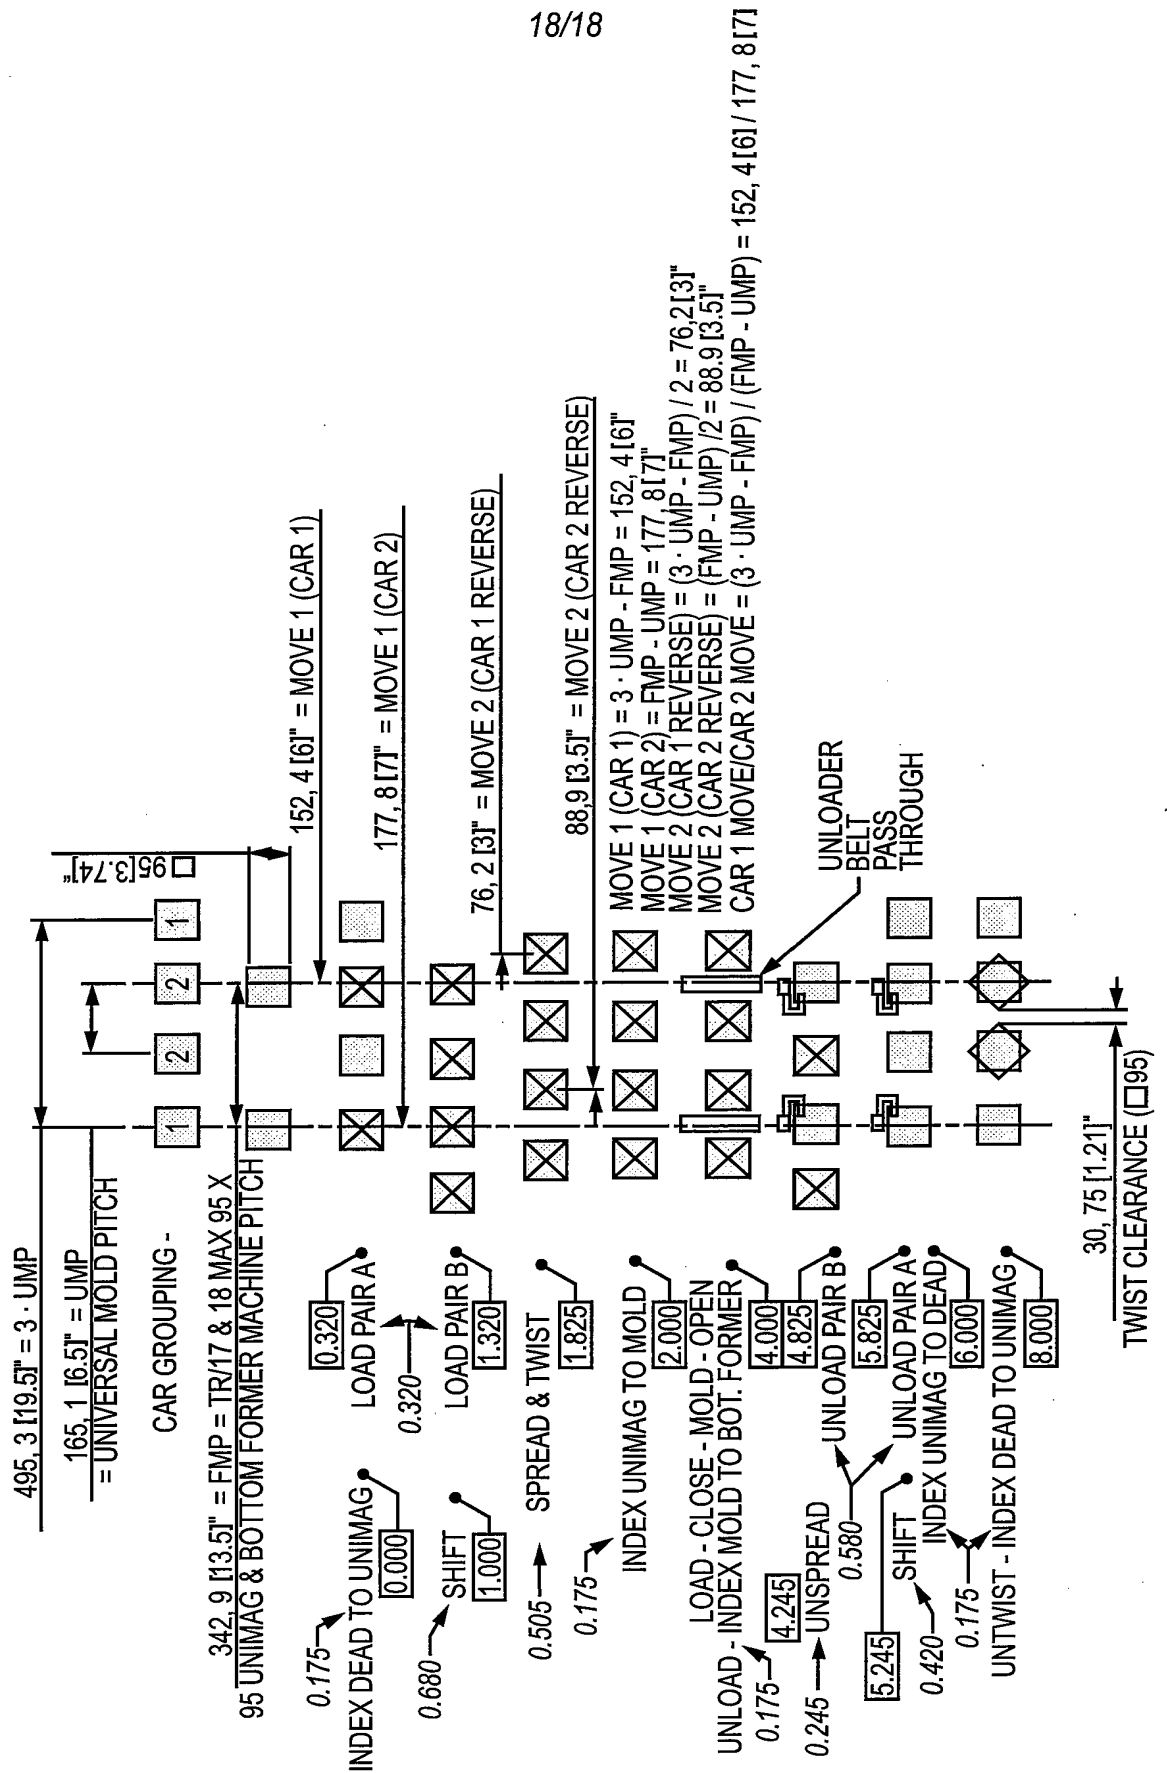 18/18
495, 3 [19.5]" = 3 · UMP
165, 1 [6.5]" = UMP
= UNIVERSAL MOLD PITCH
CAR GROUPING -
1
2
2
1
□ 95[3.74]"
342, 9 [13.5]" = FMP = TR/17 & 18 MAX 95 X
95 UNIMAG & BOTTOM FORMER MACHINE PITCH
152, 4 [6]" = MOVE 1 (CAR 1)
177, 8 [7]" = MOVE 1 (CAR 2)
76, 2 [3]" = MOVE 2 (CAR 1 REVERSE)
88,9 [3.5]" = MOVE 2 (CAR 2 REVERSE)
MOVE 1 (CAR 1) = 3 · UMP - FMP = 152, 4 [6]"
MOVE 1 (CAR 2) = FMP - UMP = 177, 8 [7]"
MOVE 2 (CAR 1 REVERSE) = (3 · UMP - FMP) / 2 = 76,2 [3]"
MOVE 2 (CAR 2 REVERSE) = (FMP - UMP) /2 = 88.9 [3.5]"
CAR 1 MOVE/CAR 2 MOVE = (3 · UMP - FMP) / (FMP - UMP) = 152, 4 [6] / 177, 8 [7]
0.175
INDEX DEAD TO UNIMAG
0.000
0.320
LOAD PAIR A
0.320
0.680
SHIFT
1.000
LOAD PAIR B
1.320
0.505
SPREAD & TWIST
1.825
0.175
INDEX UNIMAG TO MOLD
2.000
LOAD - CLOSE - MOLD - OPEN
UNLOAD - INDEX MOLD TO BOT. FORMER
4.000
0.175
4.245
4.825
0.245
UNSPREAD
UNLOAD PAIR B
0.580
5.825
5.245
SHIFT
UNLOAD PAIR A
0.420
INDEX UNIMAG TO DEAD
6.000
0.175
UNTWIST - INDEX DEAD TO UNIMAG
8.000
UNLOADER
BELT
PASS
THROUGH
30, 75 [1.21]"
TWIST CLEARANCE (□95)